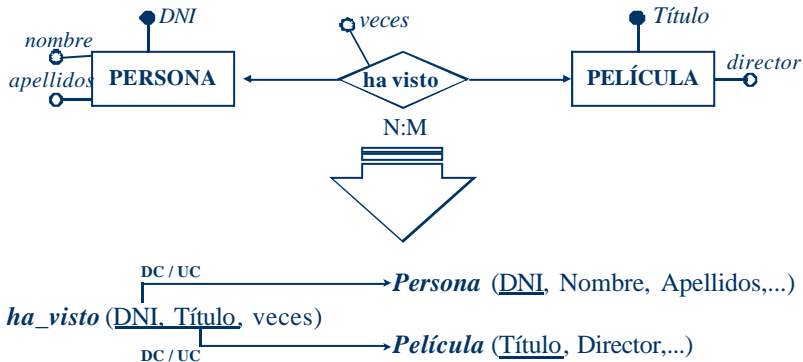 DNI
nombre
apellidos
PERSONA
veces
ha visto
N:M
Título
PELÍCULA
director
DC / UC
Persona (DNI, Nombre, Apellidos,...)
ha_visto (DNI, Título, veces)
Película (Título, Director,...)
DC / UC